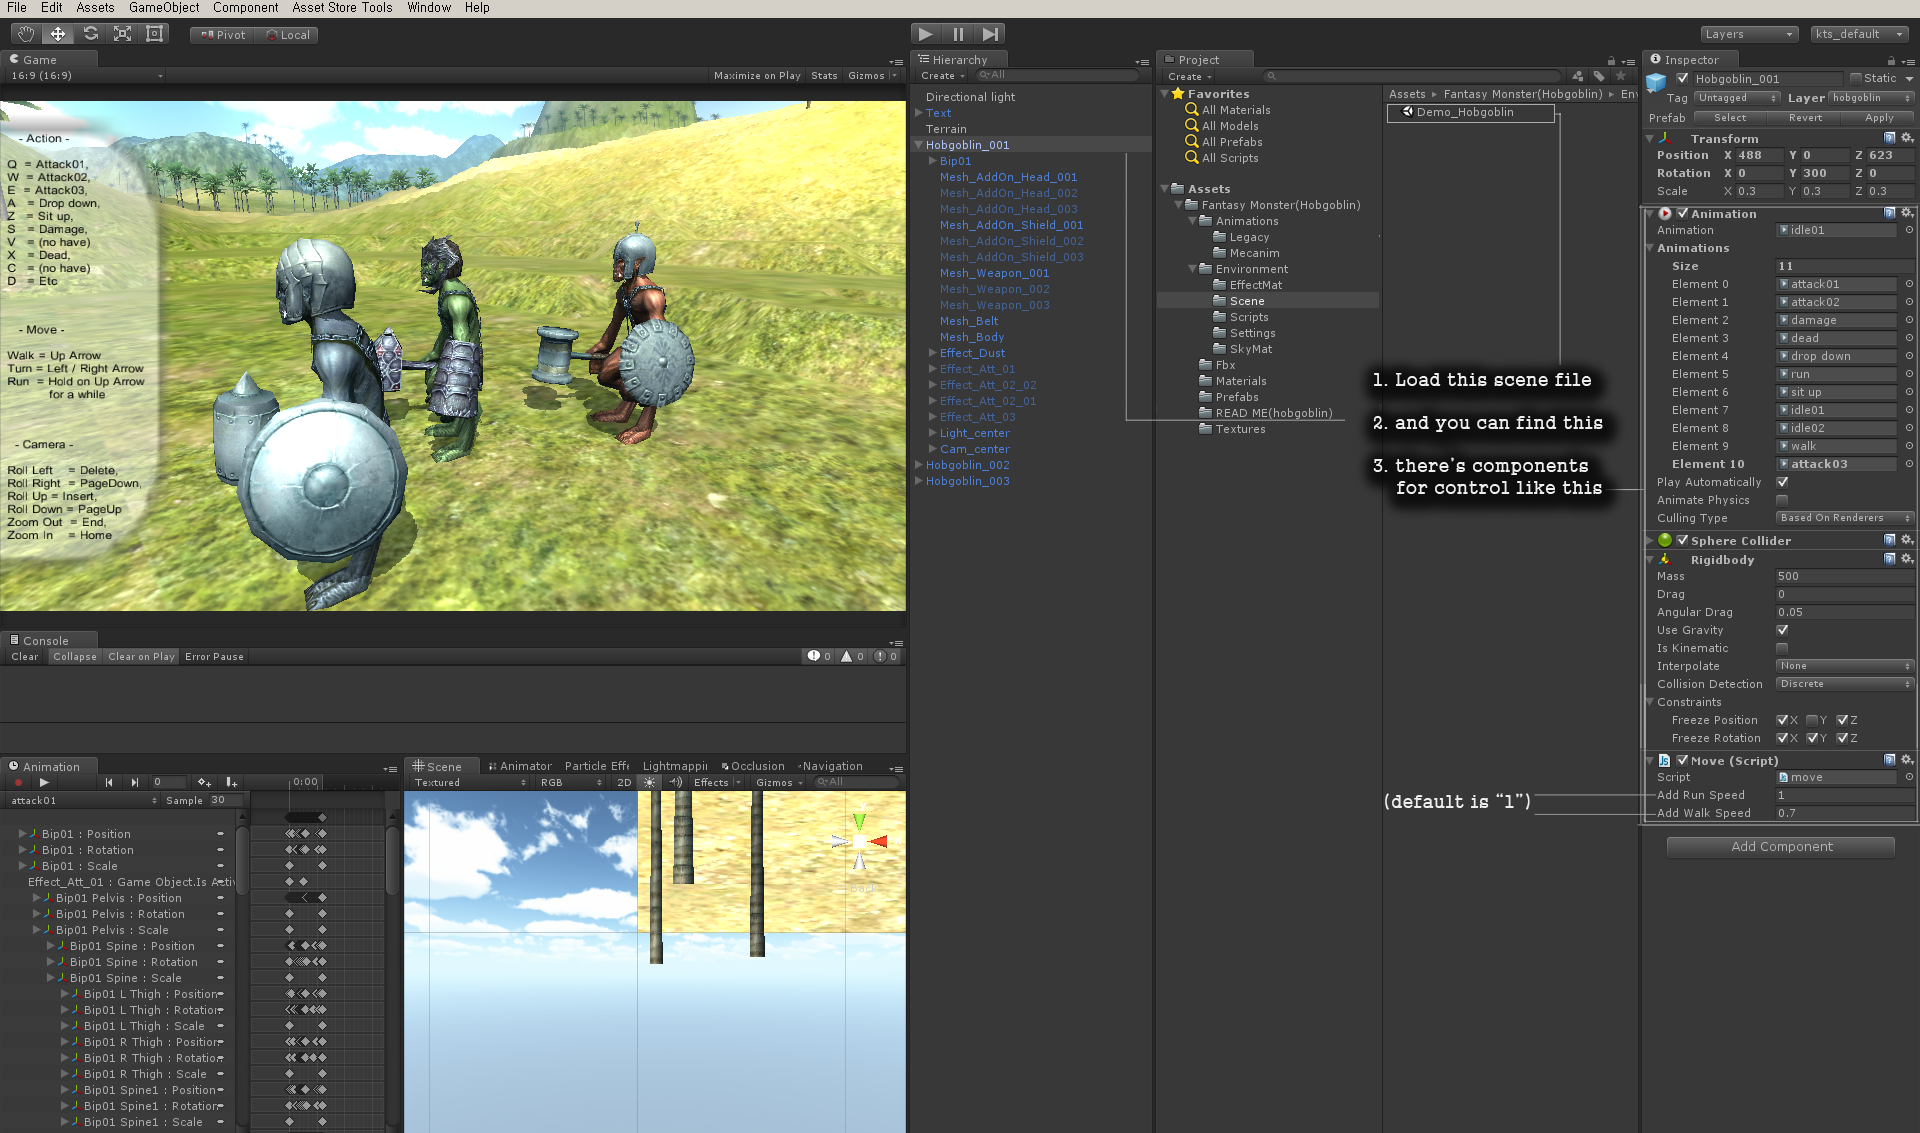 File Edit Assets GameObject Component Asset Store Tools Window Help
Pivot Local
Layers
kts_default
Game
16:9 (16:9)
Maximize on Play Stats Gizmos
- Action -
Q = Attack01,
W = Attack02,
E = Attack03,
A = Drop down,
Z = Sit up,
S = Damage,
V = (no have)
X = Dead,
C = (no have)
D = Etc
- Move -
Walk = Up Arrow
Turn = Left / Right Arrow
Run = Hold on Up Arrow
for a while
- Camera -
Roll Left = Delete,
Roll Right = PageDown,
Roll Up = Insert,
Roll Down = PageUp
Zoom Out = End,
Zoom In = Home
Console
Clear Collapse Clear on Play Error Pause
0 0 0
Animation
0 0:00
attack01 Sample 30
Bip01 : Position
Bip01 : Rotation
Bip01 : Scale
Effect_Att_01 : Game Object.Is Activ
Bip01 Pelvis : Position
Bip01 Pelvis : Rotation
Bip01 Pelvis : Scale
Bip01 Spine : Position
Bip01 Spine : Rotation
Bip01 Spine : Scale
Bip01 L Thigh : Position
Bip01 L Thigh : Rotation
Bip01 L Thigh : Scale
Bip01 R Thigh : Position
Bip01 R Thigh : Rotation
Bip01 R Thigh : Scale
Bip01 Spine1 : Position
Bip01 Spine1 : Rotation
Bip01 Spine1 : Scale
Scene Animator Particle Effe Lightmappi Occlusion Navigation
Textured RGB 2D Effects Gizmos All
Back
Hierarchy
Create All
Directional light
Text
Terrain
Hobgoblin_001
Bip01
Mesh_AddOn_Head_001
Mesh_AddOn_Head_002
Mesh_AddOn_Head_003
Mesh_AddOn_Shield_001
Mesh_AddOn_Shield_002
Mesh_AddOn_Shield_003
Mesh_Weapon_001
Mesh_Weapon_002
Mesh_Weapon_003
Mesh_Belt
Mesh_Body
Effect_Dust
Effect_Att_01
Effect_Att_02_02
Effect_Att_02_01
Effect_Att_03
Light_center
Cam_center
Hobgoblin_002
Hobgoblin_003
Project
Create
Favorites
All Materials
All Models
All Prefabs
All Scripts
Assets
Fantasy Monster(Hobgoblin)
Animations
Legacy
Mecanim
Environment
EffectMat
Scene
Scripts
Settings
SkyMat
Fbx
Materials
Prefabs
READ ME(hobgoblin)
Textures
Assets Fantasy Monster(Hobgoblin) Env
Demo_Hobgoblin
1. Load this scene file
2. and you can find this
3. there's components
for control like this
(default is "1")
Inspector
Hobgoblin_001 Static
Tag Untagged Layer hobgoblin
Prefab Select Revert Apply
Transform
Position X 488 Y 0 Z 623
Rotation X 0 Y 300 Z 0
Scale X 0.3 Y 0.3 Z 0.3
Animation
Animation idle01
Animations
Size 11
Element 0 attack01
Element 1 attack02
Element 2 damage
Element 3 dead
Element 4 drop down
Element 5 run
Element 6 sit up
Element 7 idle01
Element 8 idle02
Element 9 walk
Element 10 attack03
Play Automatically
Animate Physics
Culling Type Based On Renderers
Sphere Collider
Rigidbody
Mass 500
Drag 0
Angular Drag 0.05
Use Gravity
Is Kinematic
Interpolate None
Collision Detection Discrete
Constraints
Freeze Position X Y Z
Freeze Rotation X Y Z
Move (Script)
Script move
Add Run Speed 1
Add Walk Speed 0.7
Add Component